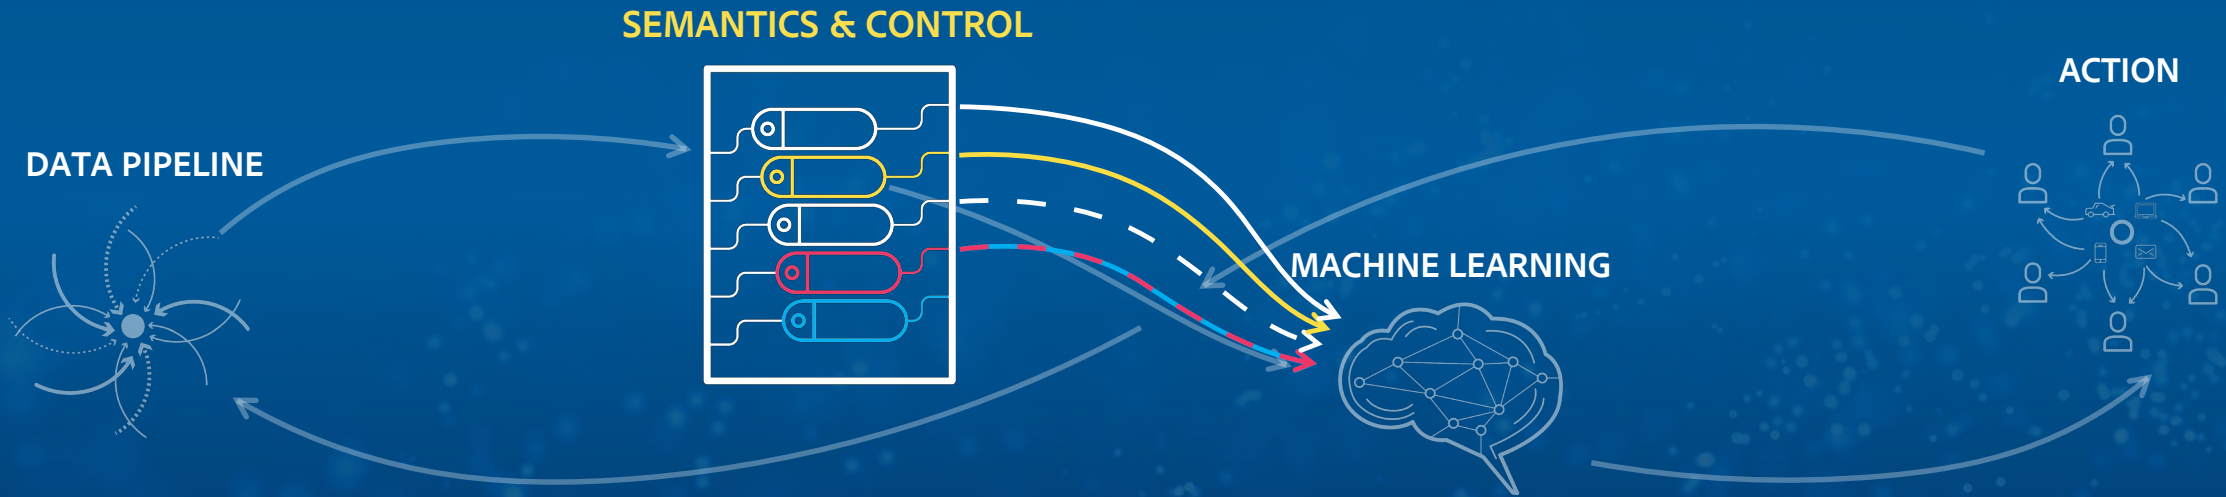 SEMANTICS & CONTROL
ACTION
DATA PIPELINE
MACHINE LEARNING